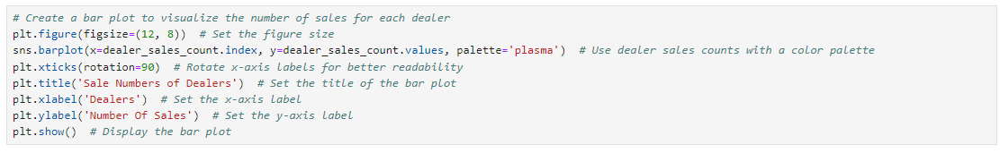 # Create a bar plot to visualize the number of sales for each dealer
plt.figure(figsize=(12, 8))  # Set the figure size
sns.barplot(x=dealer_sales_count.index, y=dealer_sales_count.values, palette='plasma')  # Use dealer sales counts with a color palette
plt.xticks(rotation=90)  # Rotate x-axis labels for better readability
plt.title('Sale Numbers of Dealers')  # Set the title of the bar plot
plt.xlabel('Dealers')  # Set the x-axis label
plt.ylabel('Number Of Sales')  # Set the y-axis label
plt.show()  # Display the bar plot